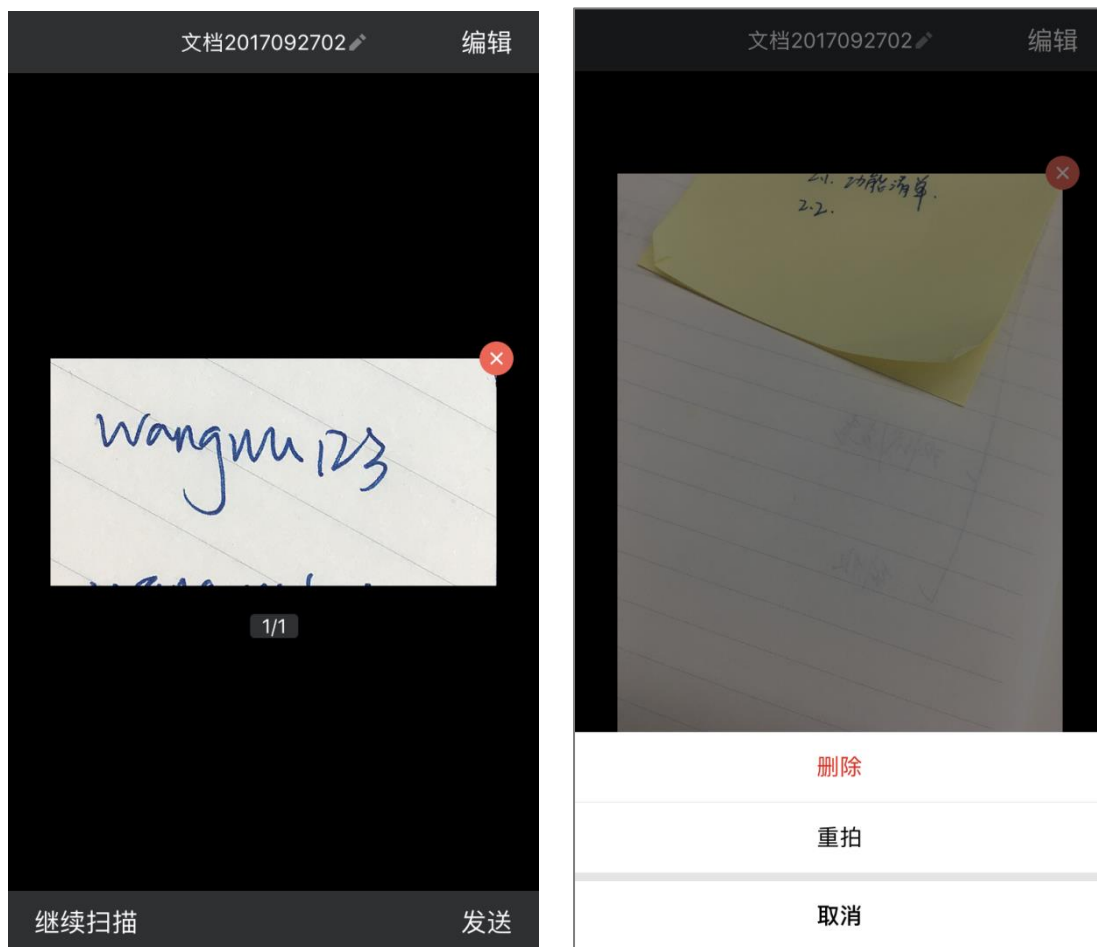 文档2017092702
编辑
wangwu123
1/1
继续扫描
发送
文档2017092702
编辑
2.1. 功能清单.
2.2.
删除
重拍
取消